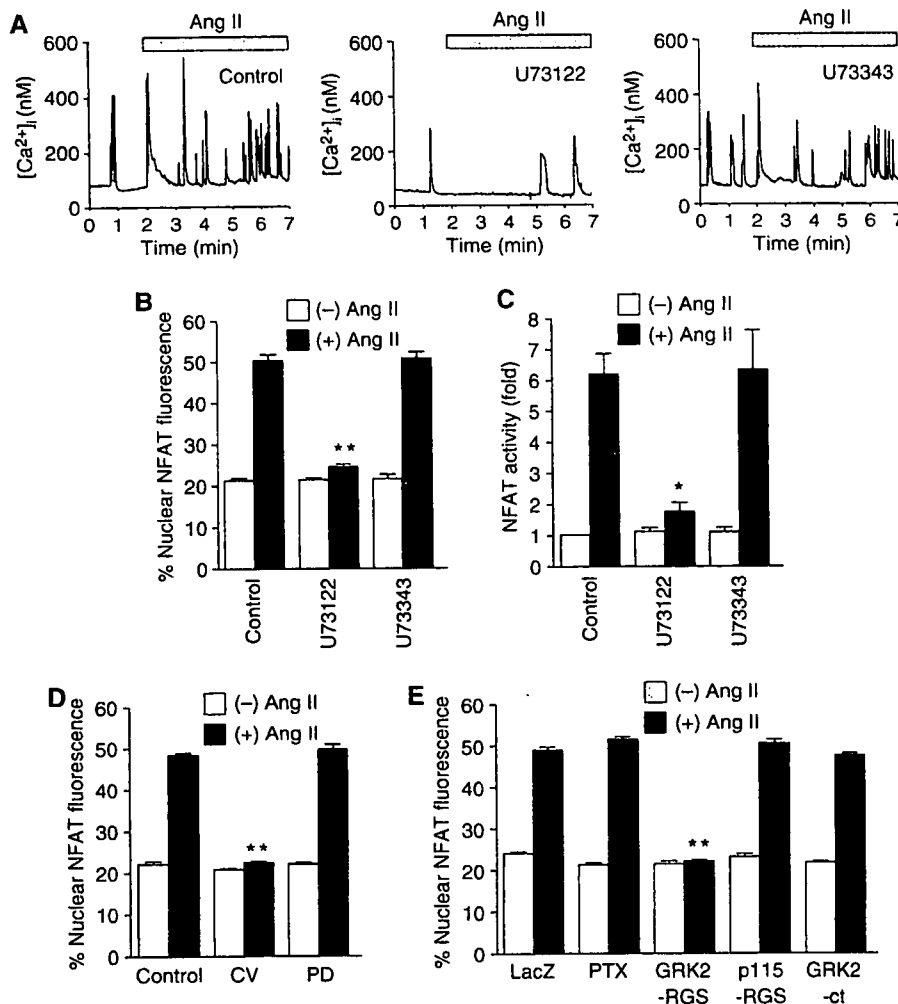 A
Ang II
Ang II
Ang II
600
400
200
0
[Ca²⁺]i (nM)
Control
0 1 2 3 4 5 6 7
Time (min)
600
400
200
0
[Ca²⁺]i (nM)
U73122
0 1 2 3 4 5 6 7
Time (min)
600
400
200
0
[Ca²⁺]i (nM)
U73343
0 1 2 3 4 5 6 7
Time (min)
B
(−) Ang II
(+) Ang II
% Nuclear NFAT fluorescence
60
50
40
30
20
10
0
**
Control
U73122
U73343
C
(−) Ang II
(+) Ang II
NFAT activity (fold)
8
7
6
5
4
3
2
1
0
*
Control
U73122
U73343
D
(−) Ang II
(+) Ang II
% Nuclear NFAT fluorescence
60
50
40
30
20
10
0
**
Control CV PD
E
(−) Ang II
(+) Ang II
% Nuclear NFAT fluorescence
60
50
40
30
20
10
0
**
LacZ PTX GRK2 p115 GRK2
-RGS -RGS -ct